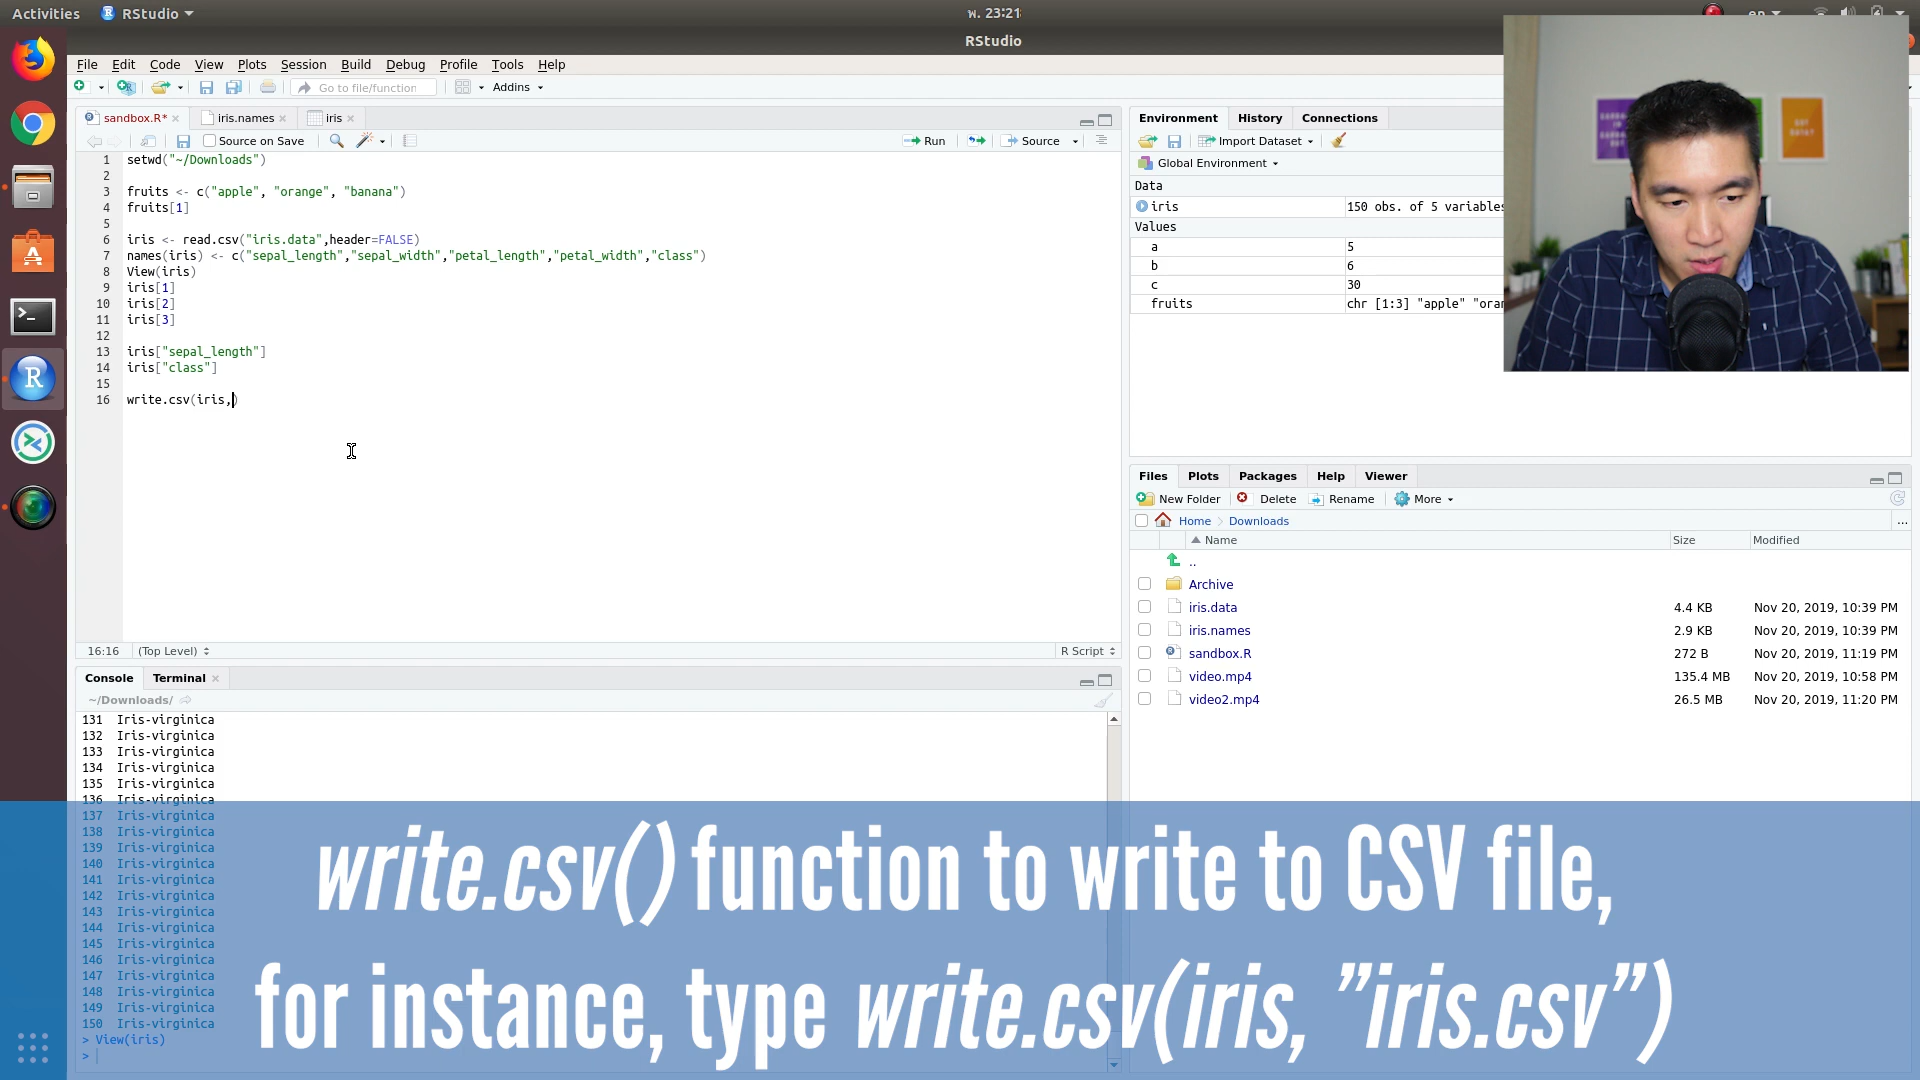 Activities RStudio พ. 23:21 en
RStudio
File Edit Code View Plots Session Build Debug Profile Tools Help
Go to file/function Addins
sandbox.R* iris.names iris
Source on Save Run Source
1 setwd("~/Downloads")
2
3 fruits <- c("apple", "orange", "banana")
4 fruits[1]
5
6 iris <- read.csv("iris.data",header=FALSE)
7 names(iris) <- c("sepal_length","sepal_width","petal_length","petal_width","class")
8 View(iris)
9 iris[1]
10 iris[2]
11 iris[3]
12
13 iris["sepal_length"]
14 iris["class"]
15
16 write.csv(iris,)
16:16 (Top Level) R Script
Console Terminal
~/Downloads/
131 Iris-virginica
132 Iris-virginica
133 Iris-virginica
134 Iris-virginica
135 Iris-virginica
136 Iris-virginica
137 Iris-virginica
138 Iris-virginica
139 Iris-virginica
140 Iris-virginica
141 Iris-virginica
142 Iris-virginica
143 Iris-virginica
144 Iris-virginica
145 Iris-virginica
146 Iris-virginica
147 Iris-virginica
148 Iris-virginica
149 Iris-virginica
150 Iris-virginica
> View(iris)
>
Environment History Connections
Import Dataset
Global Environment
Data
iris 150 obs. of 5 variables
Values
a 5
b 6
c 30
fruits chr [1:3] "apple" "oran
Files Plots Packages Help Viewer
New Folder Delete Rename More
Home Downloads ...
Name Size Modified
..
Archive
iris.data 4.4 KB Nov 20, 2019, 10:39 PM
iris.names 2.9 KB Nov 20, 2019, 10:39 PM
sandbox.R 272 B Nov 20, 2019, 11:19 PM
video.mp4 135.4 MB Nov 20, 2019, 10:58 PM
video2.mp4 26.5 MB Nov 20, 2019, 11:20 PM
write.csv() function to write to CSV file,
for instance, type write.csv(iris, "iris.csv")